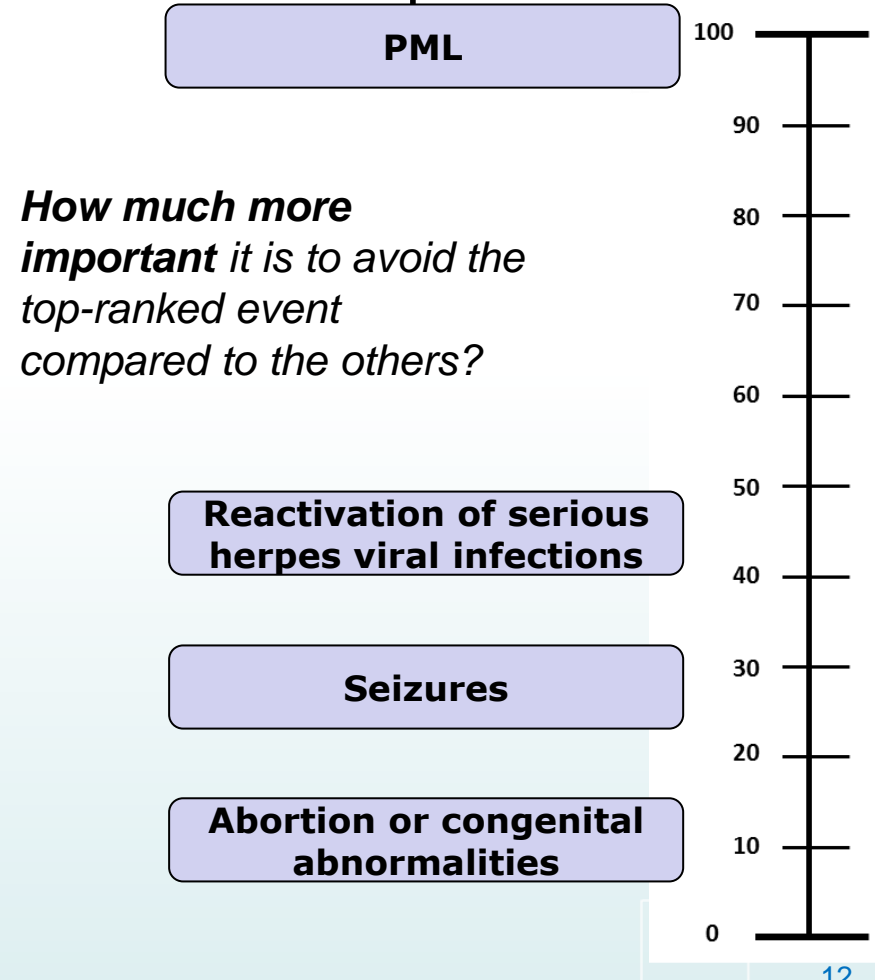 PML
100
90
How much more
important it is to avoid the
top-ranked event
compared to the others?
80
70
60
50
Reactivation of serious
herpes viral infections
40
30
Seizures
20
Abortion or congenital
abnormalities
10
0
12